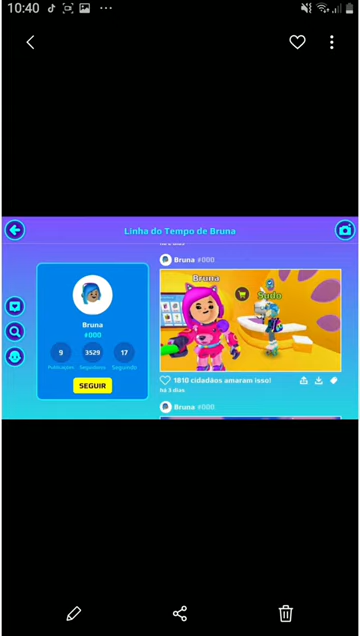 10:40
Linha do Tempo de Bruna
Bruna #000
Bruna
Sudo
Bruna
#000
9
3529
17
Publicações
Seguidores
Seguindo
SEGUIR
1810 cidadãos amaram isso!
há 3 dias
Bruna #000